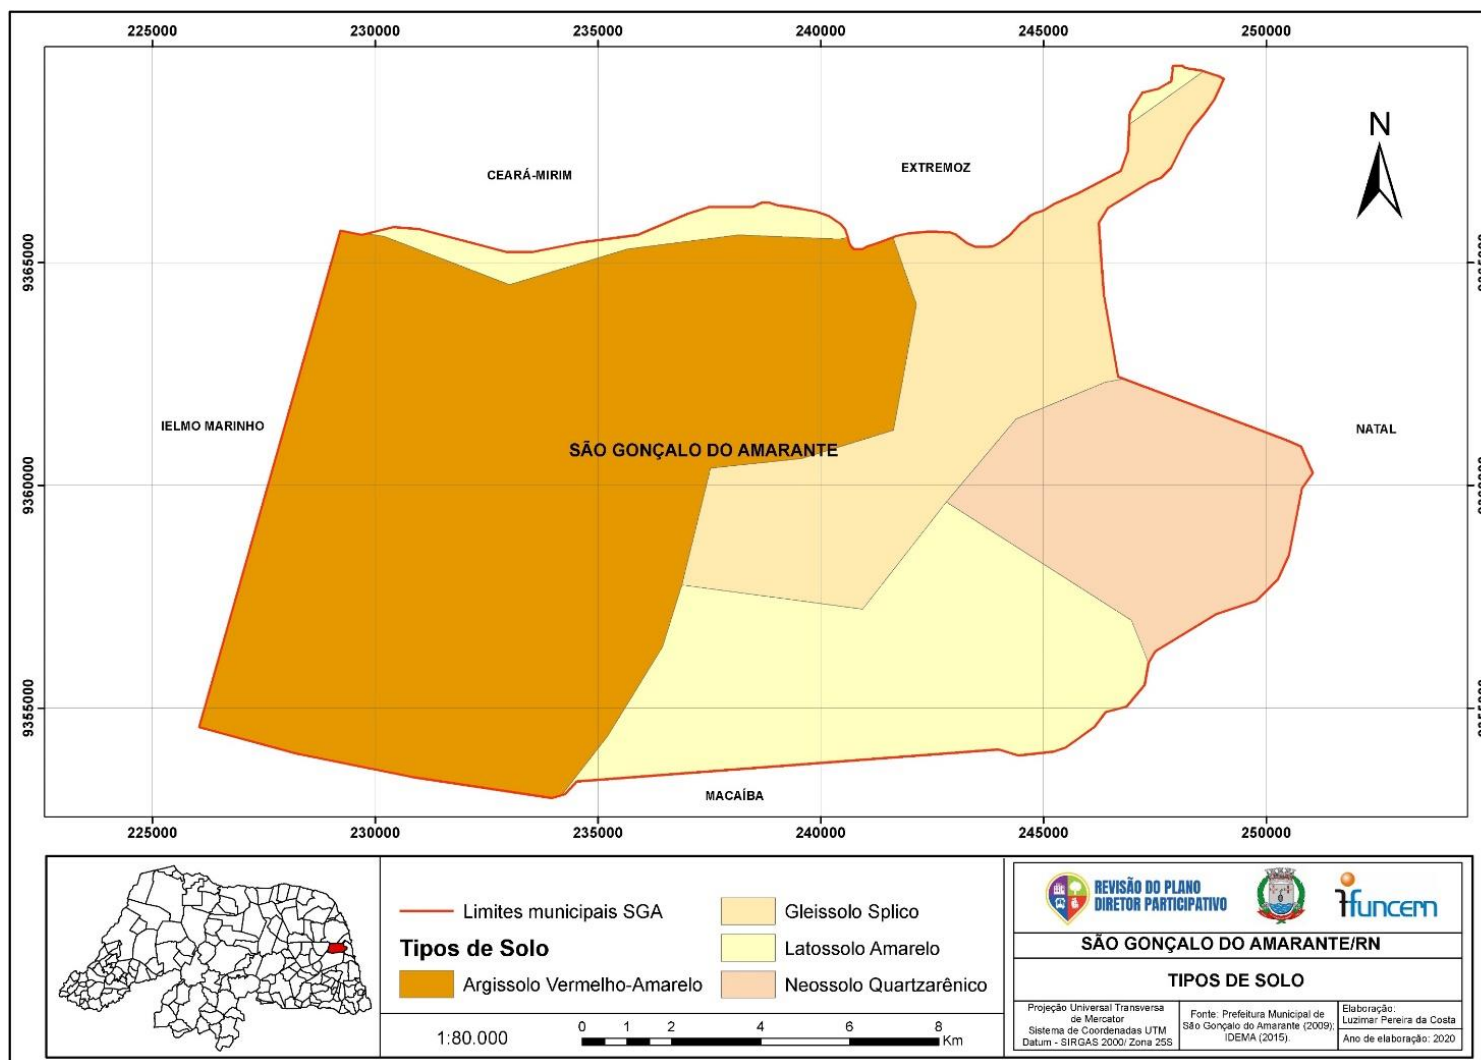 225000 230000 235000 240000 245000 250000
N
CEARÁ-MIRIM
EXTREMOZ
9365000
IELMO MARINHO
NATAL
SÃO GONÇALO DO AMARANTE
9360000
9355000
MACAÍBA
225000 230000 235000 240000 245000 250000
Limites municipais SGA
Tipos de Solo
Argissolo Vermelho-Amarelo
Gleissolo Splico
Latossolo Amarelo
Neossolo Quartzarênico
1:80.000
0 1 2 4 6 8
Km
REVISÃO DO PLANO
DIRETOR PARTICIPATIVO
funcern
SÃO GONÇALO DO AMARANTE/RN
TIPOS DE SOLO
Projeção Universal Transversa
de Mercator
Sistema de Coordenadas UTM
Datum - SIRGAS 2000/ Zona 25S
Fonte: Prefeitura Municipal de
São Gonçalo do Amarante (2009);
IDEMA (2015).
Elaboração:
Luzimar Pereira da Costa
Ano de elaboração: 2020